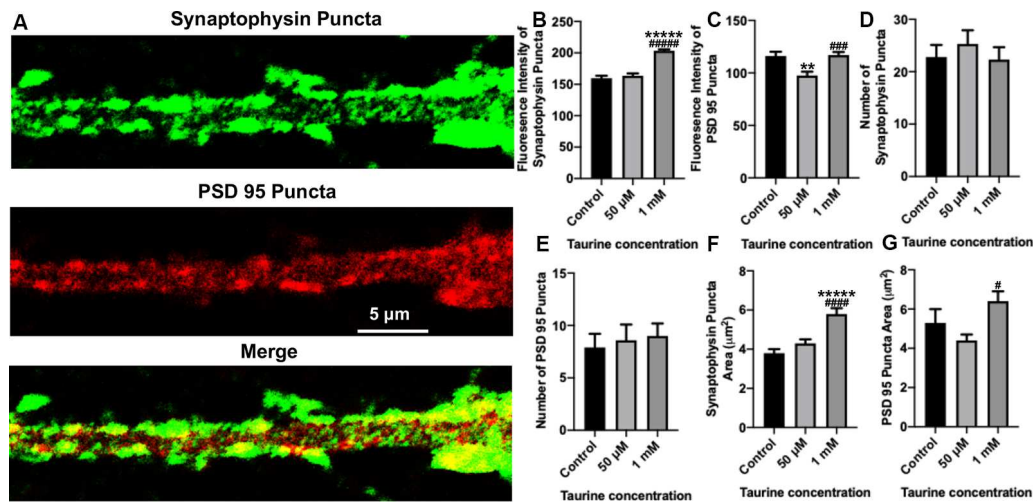 A
Synaptophysin Puncta
PSD 95 Puncta
5 µm
Merge
B
Fluoresence Intensity of
Synaptophysin Puncta
250
200
150
100
50
0
*****
#####
Control
50 µM
1 mM
Taurine concentration
C
Fluoresence Intensity of
PSD 95 Puncta
150
100
50
0
**
###
Control
50 µM
1 mM
Taurine concentration
D
Number of
Synaptophysin Puncta
30
20
10
0
Control
50 µM
1 mM
Taurine concentration
E
Number of PSD 95 Puncta
15
10
5
0
Control
50 µM
1 mM
Taurine concentration
F
Synaptophysin Puncta
Area (µm2)
8
6
4
2
0
*****
####
Control
50 µM
1 mM
Taurine concentration
G
PSD 95 Puncta Area (µm2)
8
6
4
2
0
#
Control
50 µM
1 mM
Taurine concentration